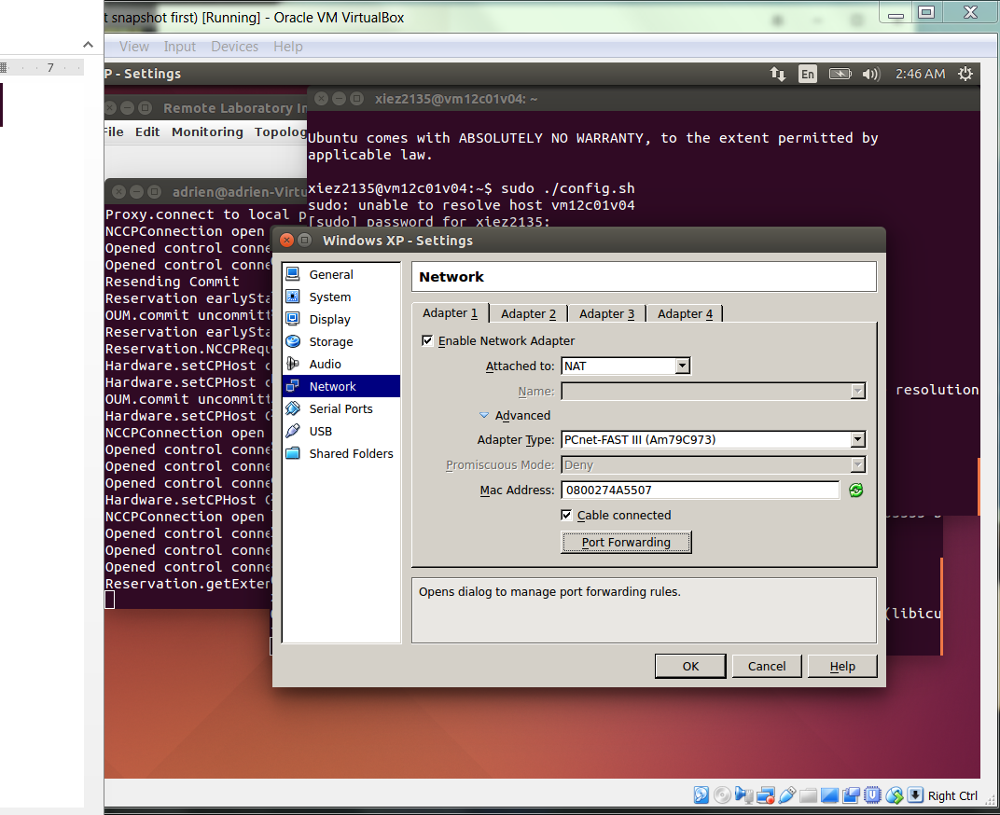 t snapshot first) [Running] - Oracle VM VirtualBox
View Input Devices Help
7
P - Settings
En
2:46 AM
xiez2135@vm12c01v04: ~
Remote Laboratory In
File Edit Monitoring Topolog
Ubuntu comes with ABSOLUTELY NO WARRANTY, to the extent permitted by
applicable law.
xiez2135@vm12c01v04:~$ sudo ./config.sh
sudo: unable to resolve host vm12c01v04
[sudo] password for xiez2135:
resolution
adrien@adrien-Virtu
Proxy.connect to local p
NCCPConnection open
Opened control conne
Opened control conne
Resending Commit
Reservation earlySta
OUM.commit uncommitt
Reservation earlySta
Reservation.NCCPRequ
Hardware.setCPHost
Hardware.setCPHost
OUM.commit uncommitt
Hardware.setCPHost
NCCPConnection open
Opened control conne
Opened control conne
Opened control conne
Hardware.setCPHost
NCCPConnection open
Opened control conne
Opened control conne
Opened control conne
Reservation.getExter
(libicu
Windows XP - Settings
General
System
Display
Storage
Audio
Network
Serial Ports
USB
Shared Folders
Network
Adapter 1 Adapter 2 Adapter 3 Adapter 4
Enable Network Adapter
Attached to: NAT
Name:
Advanced
Adapter Type: PCnet-FAST III (Am79C973)
Promiscuous Mode: Deny
Mac Address: 0800274A5507
Cable connected
Port Forwarding
Opens dialog to manage port forwarding rules.
OK Cancel Help
Right Ctrl